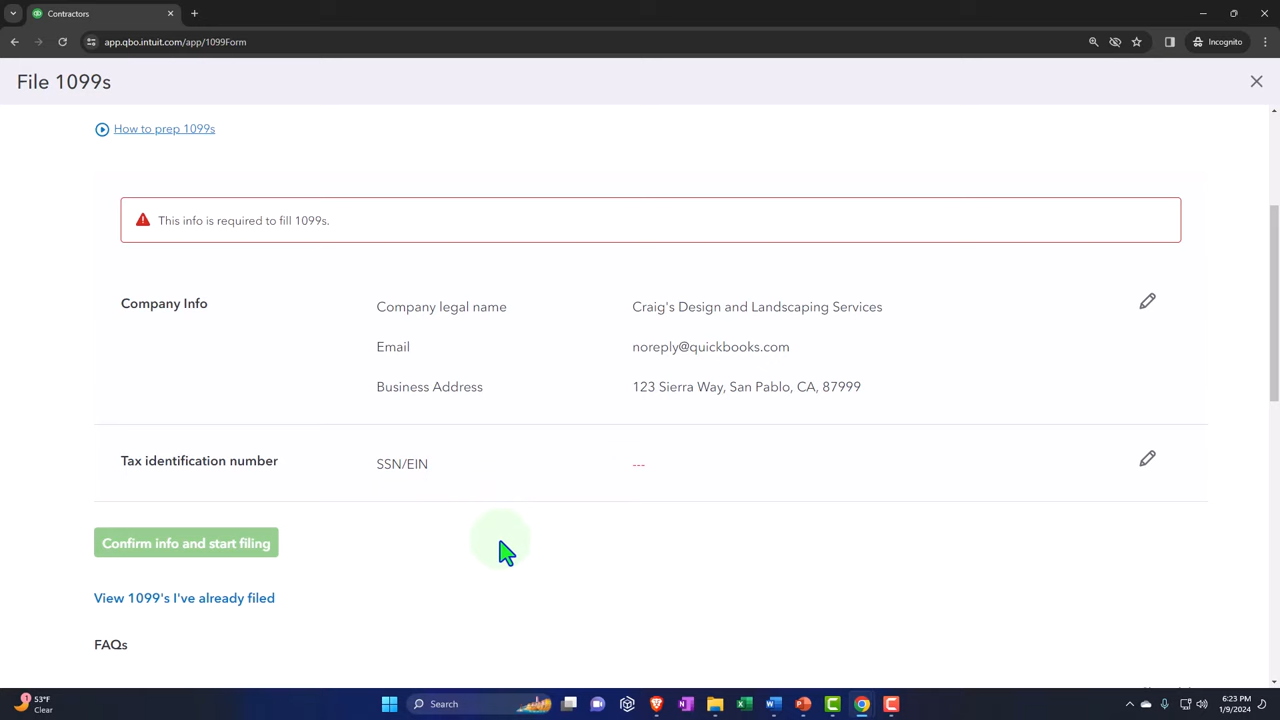 Contractors
app.qbo.intuit.com/app/1099Form
Incognito
File 1099s
How to prep 1099s
This info is required to fill 1099s.
Company Info
Company legal name
Craig's Design and Landscaping Services
Email
noreply@quickbooks.com
Business Address
123 Sierra Way, San Pablo, CA, 87999
Tax identification number
SSN/EIN
---
Confirm info and start filing
View 1099's I've already filed
FAQs
53°F
Clear
Search
6:23 PM
1/9/2024